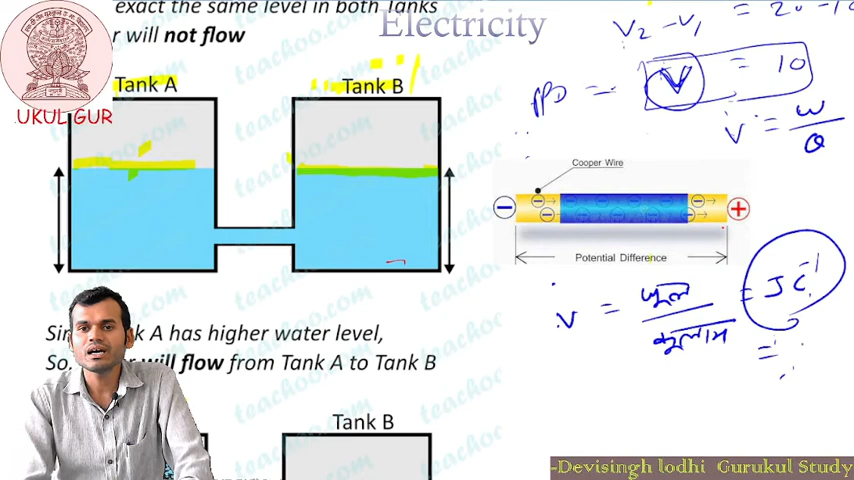 exact the same level in both Tanks
r will not flow
Electricity
V₂ - V₁ = 20 - 10
Tank A
Tank B
PD = V = 10
V = W/Q
UKUL GUR
Cooper Wire
Potential Difference
V = जूल/कूलाम = JC⁻¹
=
k A has higher water level,
So, will flow from Tank A to Tank B
Tank B
-Devisingh lodhi Gurukul Study
teachoo.com